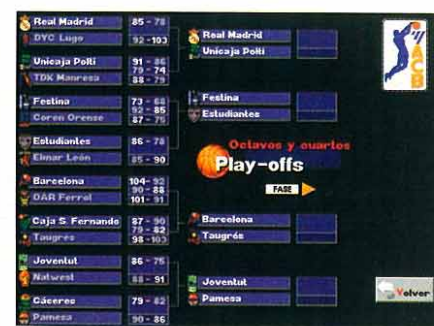 Real Madrid 85 - 78
DYC Lugo 92 -103
Unicaja Polti 91 - 86
79 - 74
TDK Manresa 88 - 79
Festina 73 - 68
92 - 85
Coren Orense 87 - 75
Estudiantes 86 - 78
Elmar León 85 - 90
Barcelona 104- 92
90 - 88
OAR Ferrol 101- 91
Caja S. Fernando 87 - 90
79 - 82
Taugres 98 -103
Joventut 86 - 75
Natwest 88 - 91
Cáceres 79 - 82
Pamesa 90 - 86
Real Madrid
Unicaja Polti
Festina
Estudiantes
Octavos y cuartos
Play-offs
FASE
Barcelona
Taugrés
Joventut
Pamesa
ACB
Volver